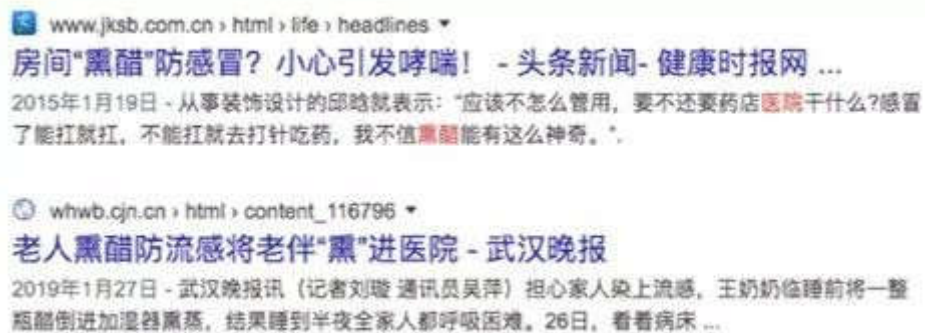 www.jksb.com.cn › html › life › headlines
房间“熏醋”防感冒？小心引发哮喘！ - 头条新闻- 健康时报网 ...
2015年1月19日 - 从事装饰设计的邱晗就表示：“应该不怎么管用，要不还要药店医院干什么?感冒
了能扛就扛，不能扛就去打针吃药，我不信熏醋能有这么神奇。”.
whwb.cjn.cn › html › content_116796
老人熏醋防流感将老伴“熏”进医院 - 武汉晚报
2019年1月27日 - 武汉晚报讯（记者刘璇 通讯员吴萍）担心家人染上流感，王奶奶临睡前将一整
瓶醋倒进加湿器熏蒸，结果睡到半夜全家人都呼吸困难。26日，看着病床 ...